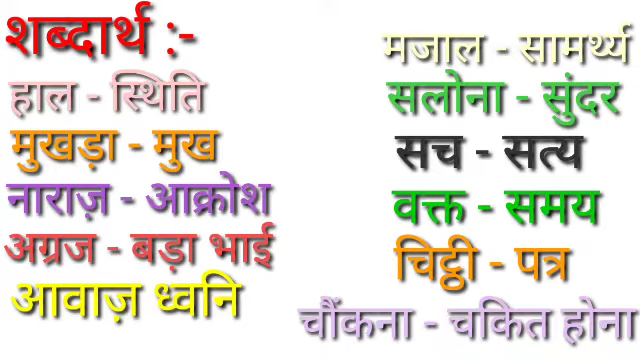 शब्दार्थ :-
हाल - स्थिति
मुखड़ा - मुख
नाराज़ - आक्रोश
अग्रज - बड़ा भाई
आवाज़ ध्वनि
मजाल - सामर्थ्य
सलोना - सुंदर
सच - सत्य
वक्त - समय
चिट्ठी - पत्र
चौंकना - चकित होना